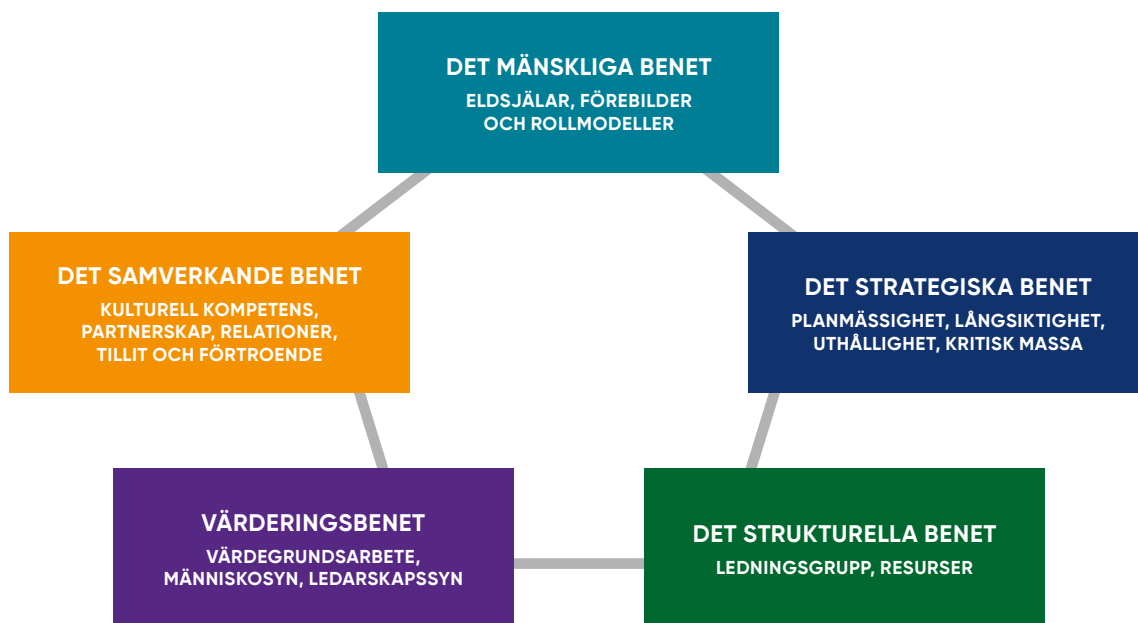 DET MÄNSKLIGA BENET
ELDSJÄLAR, FÖREBILDER
OCH ROLLMODELLER
DET SAMVERKANDE BENET
KULTURELL KOMPETENS,
PARTNERSKAP, RELATIONER,
TILLIT OCH FÖRTROENDE
DET STRATEGISKA BENET
PLANMÄSSIGHET, LÅNGSIKTIGHET,
UTHÅLLIGHET, KRITISK MASSA
VÄRDERINGSBENET
VÄRDEGRUNDSARBETE,
MÄNNISKOSYN, LEDARSKAPSSYN
DET STRUKTURELLA BENET
LEDNINGSGRUPP, RESURSER